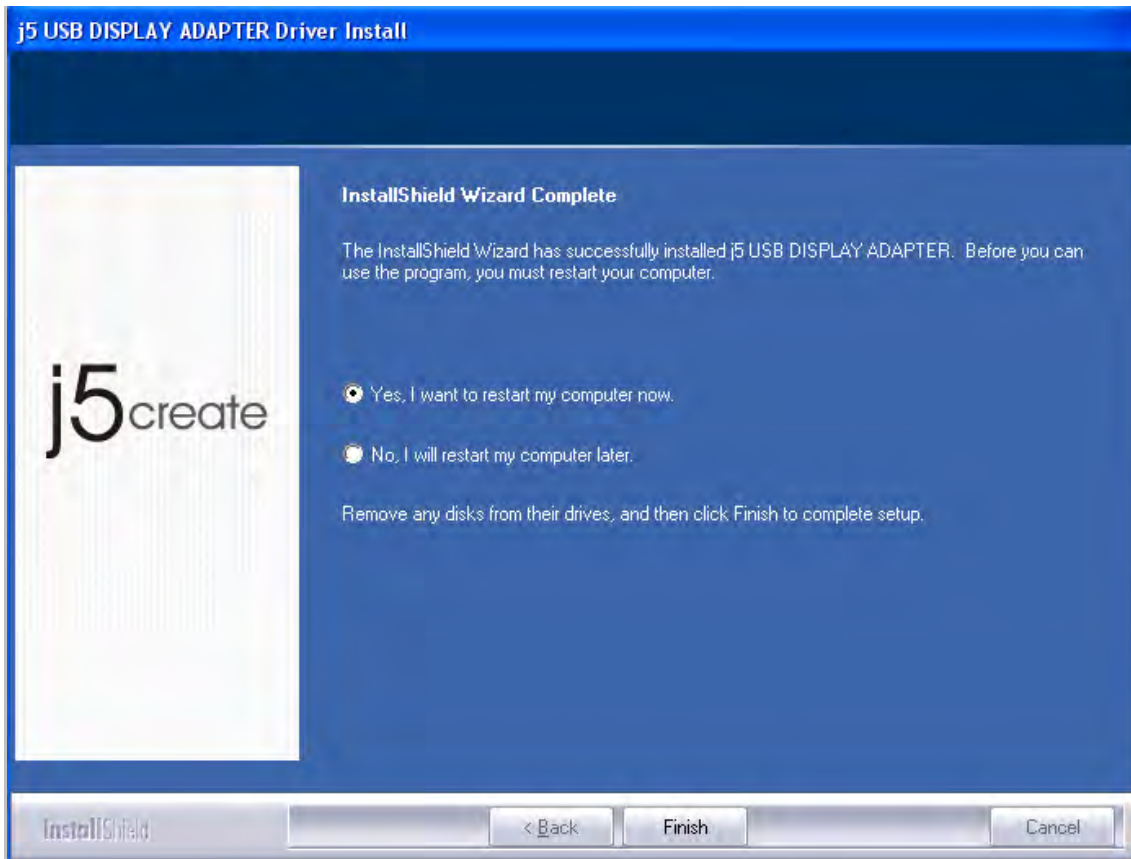 j5 USB DISPLAY ADAPTER Driver Install
InstallShield Wizard Complete
The InstallShield Wizard has successfully installed j5 USB DISPLAY ADAPTER. Before you can
use the program, you must restart your computer.
j5create
Yes, I want to restart my computer now.
No, I will restart my computer later.
Remove any disks from their drives, and then click Finish to complete setup.
InstallShield
< Back
Finish
Cancel